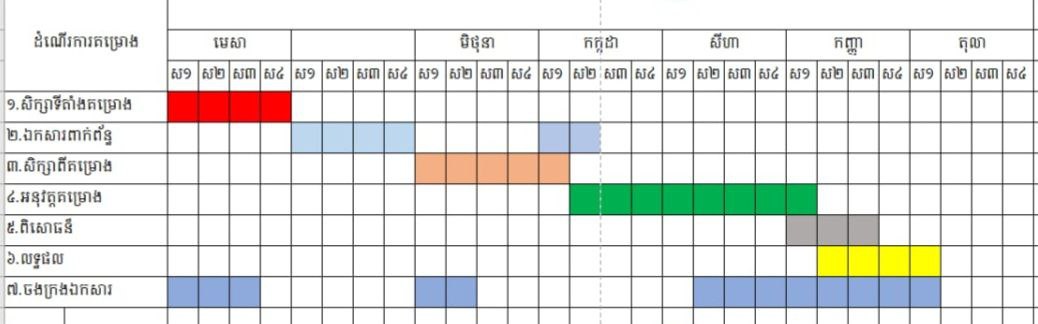 ដំណើរការគម្រោង
មេសា មិថុនា កក្កដា សីហា កញ្ញា តុលា
ស១ ស២ ស៣ ស៤ ស១ ស២ ស៣ ស៤ ស១ ស២ ស៣ ស៤ ស១ ស២ ស៣ ស៤ ស១ ស២ ស៣ ស៤ ស១ ស២ ស៣ ស៤ ស១ ស២ ស៣ ស៤
១.សិក្សាទីតាំងគម្រោង
២.ឯកសារពាក់ព័ន្ធ
៣.សិក្សាពីគម្រោង
៤.អនុវត្តគម្រោង
៥.ពិសោធន៏
៦.លទ្ធផល
៧.ចងក្រងឯកសារ